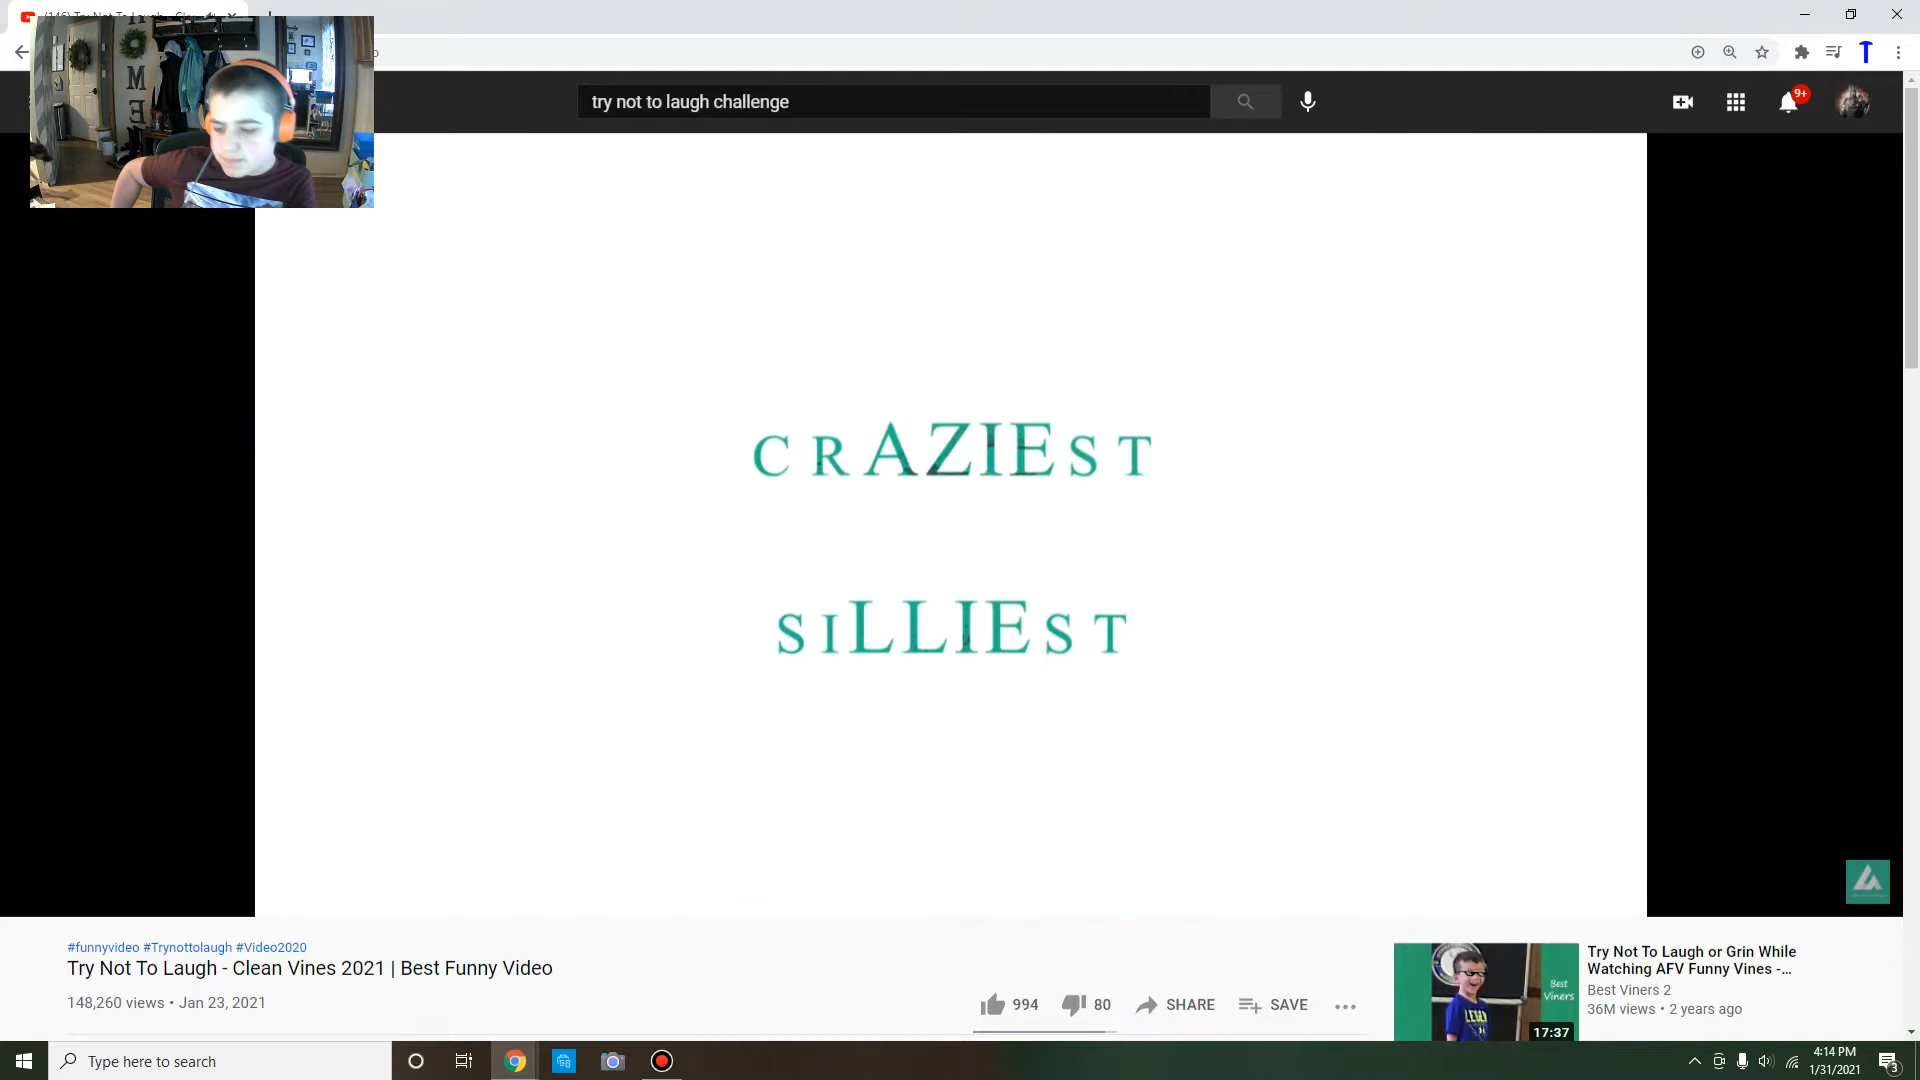 try not to laugh challenge
9+
CRAZIEST
SILLIEST
#funnyvideo #Trynottolaugh #Video2020
Try Not To Laugh - Clean Vines 2021 | Best Funny Video
148,260 views • Jan 23, 2021
994
80
SHARE
SAVE
Best
Viners
17:37
Try Not To Laugh or Grin While
Watching AFV Funny Vines -...
Best Viners 2
36M views • 2 years ago
Type here to search
4:14 PM
1/31/2021
3